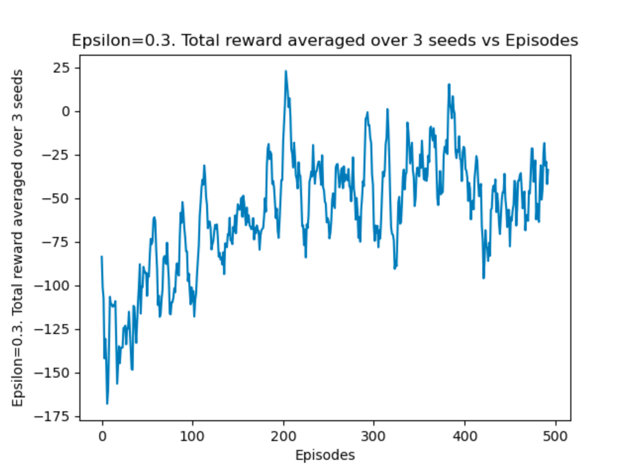 Epsilon=0.3. Total reward averaged over 3 seeds vs Episodes
Epsilon=0.3. Total reward averaged over 3 seeds
25
0
−25
−50
−75
−100
−125
−150
−175
0 100 200 300 400 500
Episodes